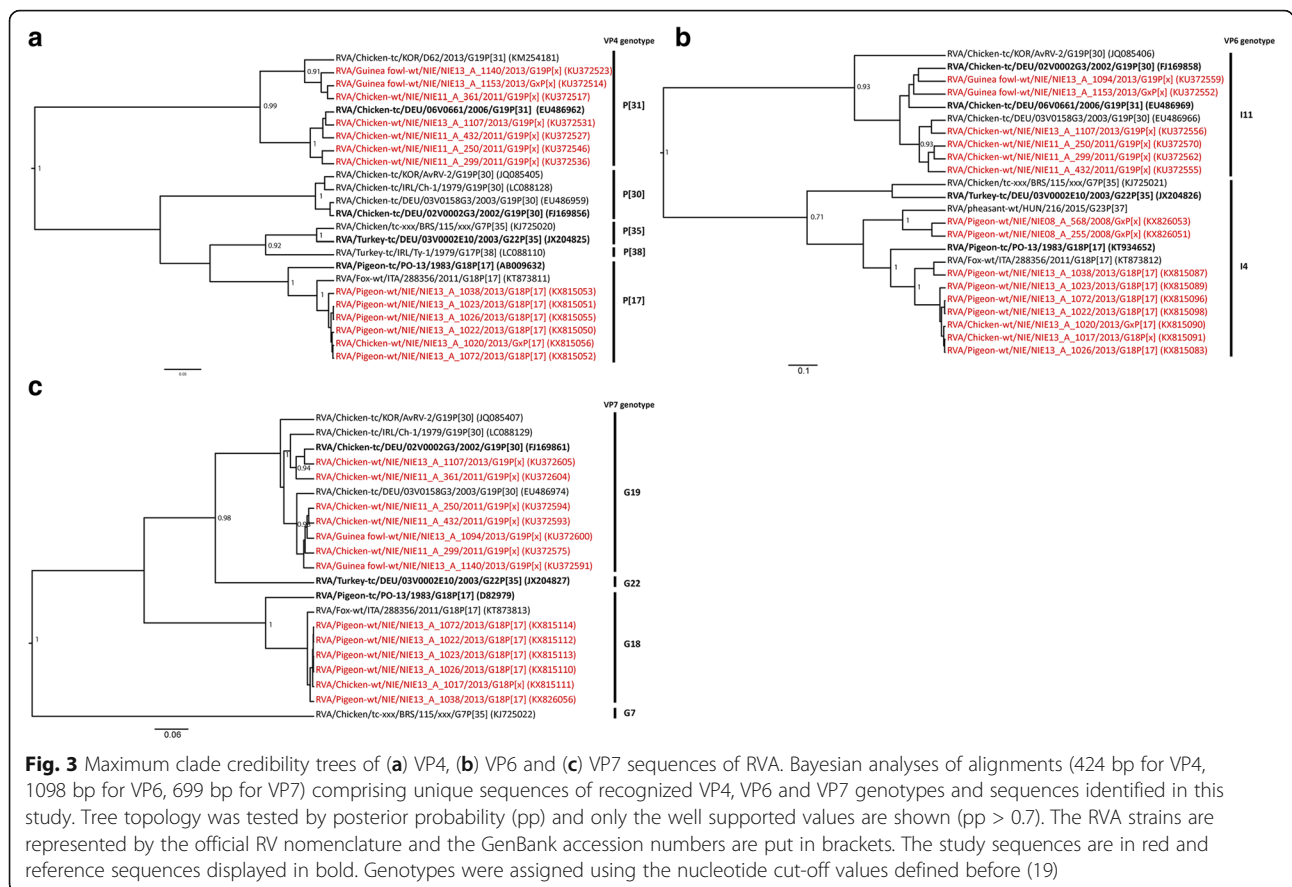 a
VP4 genotype
RVA/Chicken-tc/KOR/D62/2013/G19P[31] (KM254181)
0.91
RVA/Guinea fowl-wt/NIE/NIE13_A_1140/2013/G19P[x] (KU372523)
RVA/Guinea fowl-wt/NIE/NIE13_A_1153/2013/GxP[x] (KU372514)
0.99
RVA/Chicken-wt/NIE/NIE11_A_361/2011/G19P[x] (KU372517)
P[31]
RVA/Chicken-tc/DEU/06V0661/2006/G19P[31] (EU486962)
RVA/Chicken-wt/NIE/NIE13_A_1107/2013/G19P[x] (KU372531)
RVA/Chicken-wt/NIE/NIE11_A_432/2011/G19P[x] (KU372527)
1
RVA/Chicken-wt/NIE/NIE11_A_250/2011/G19P[x] (KU372546)
RVA/Chicken-wt/NIE/NIE11_A_299/2011/G19P[x] (KU372536)
1
RVA/Chicken-tc/KOR/AvRV-2/G19P[30] (JQ085405)
RVA/Chicken-tc/IRL/Ch-1/1979/G19P[30] (LC088128)
1
P[30]
RVA/Chicken-tc/DEU/03V0158G3/2003/G19P[30] (EU486959)
RVA/Chicken-tc/DEU/02V0002G3/2002/G19P[30] (FJ169856)
RVA/Chicken/tc-xxx/BRS/115/xxx/G7P[35] (KJ725020)
1
P[35]
RVA/Turkey-tc/DEU/03V0002E10/2003/G22P[35] (JX204825)
0.92
RVA/Turkey-tc/IRL/Ty-1/1979/G17P[38] (LC088110)
P[38]
RVA/Pigeon-tc/PO-13/1983/G18P[17] (AB009632)
1
RVA/Fox-wt/ITA/288356/2011/G18P[17] (KT873811)
1
RVA/Pigeon-wt/NIE/NIE13_A_1038/2013/G18P[17] (KX815053)
RVA/Pigeon-wt/NIE/NIE13_A_1023/2013/G18P[17] (KX815051)
P[17]
RVA/Pigeon-wt/NIE/NIE13_A_1026/2013/G18P[17] (KX815055)
RVA/Pigeon-wt/NIE/NIE13_A_1022/2013/G18P[17] (KX815050)
RVA/Chicken-wt/NIE/NIE13_A_1020/2013/GxP[17] (KX815056)
RVA/Pigeon-wt/NIE/NIE13_A_1072/2013/G18P[17] (KX815052)
b
VP6 genotype
RVA/Chicken-tc/KOR/AvRV-2/G19P[30] (JQ085406)
RVA/Chicken-tc/DEU/02V0002G3/2002/G19P[30] (FJ169858)
0.93
RVA/Guinea fowl-wt/NIE/NIE13_A_1094/2013/G19P[x] (KU372559)
RVA/Guinea fowl-wt/NIE/NIE13_A_1153/2013/GxP[x] (KU372552)
RVA/Chicken-tc/DEU/06V0661/2006/G19P[31] (EU486969)
I11
RVA/Chicken-tc/DEU/03V0158G3/2003/G19P[30] (EU486966)
RVA/Chicken-wt/NIE/NIE13_A_1107/2013/G19P[x] (KU372556)
0.93
RVA/Chicken-wt/NIE/NIE11_A_250/2011/G19P[x] (KU372570)
1
RVA/Chicken-wt/NIE/NIE11_A_299/2011/G19P[x] (KU372562)
RVA/Chicken-wt/NIE/NIE11_A_432/2011/G19P[x] (KU372555)
RVA/Chicken/tc-xxx/BRS/115/xxx/G7P[35] (KJ725021)
0.71
RVA/Turkey-tc/DEU/03V0002E10/2003/G22P[35] (JX204826)
RVA/pheasant-wt/HUN/216/2015/G23P[37]
1
RVA/Pigeon-wt/NIE/NIE08_A_568/2008/GxP[x] (KX826053)
RVA/Pigeon-wt/NIE/NIE08_A_255/2008/GxP[x] (KX826051)
RVA/Pigeon-tc/PO-13/1983/G18P[17] (KT934652)
I4
1
1
RVA/Fox-wt/ITA/288356/2011/G18P[17] (KT873812)
RVA/Pigeon-wt/NIE/NIE13_A_1038/2013/G18P[17] (KX815087)
RVA/Pigeon-wt/NIE/NIE13_A_1023/2013/G18P[17] (KX815089)
RVA/Pigeon-wt/NIE/NIE13_A_1072/2013/G18P[17] (KX815096)
RVA/Pigeon-wt/NIE/NIE13_A_1022/2013/G18P[17] (KX815098)
RVA/Chicken-wt/NIE/NIE13_A_1020/2013/GxP[17] (KX815090)
RVA/Chicken-wt/NIE/NIE13_A_1017/2013/G18P[x] (KX815091)
RVA/Pigeon-wt/NIE/NIE13_A_1026/2013/G18P[17] (KX815083)
0.1
c
VP7 genotype
RVA/Chicken-tc/KOR/AvRV-2/G19P[30] (JQ085407)
RVA/Chicken-tc/IRL/Ch-1/1979/G19P[30] (LC088129)
RVA/Chicken-tc/DEU/02V0002G3/2002/G19P[30] (FJ169861)
1
0.94
RVA/Chicken-wt/NIE/NIE13_A_1107/2013/G19P[x] (KU372605)
RVA/Chicken-wt/NIE/NIE11_A_361/2011/G19P[x] (KU372604)
RVA/Chicken-tc/DEU/03V0158G3/2003/G19P[30] (EU486974)
G19
RVA/Chicken-wt/NIE/NIE11_A_250/2011/G19P[x] (KU372594)
0.98
RVA/Chicken-wt/NIE/NIE11_A_432/2011/G19P[x] (KU372593)
RVA/Guinea fowl-wt/NIE/NIE13_A_1094/2013/G19P[x] (KU372600)
RVA/Chicken-wt/NIE/NIE11_A_299/2011/G19P[x] (KU372575)
RVA/Guinea fowl-wt/NIE/NIE13_A_1140/2013/G19P[x] (KU372591)
RVA/Turkey-tc/DEU/03V0002E10/2003/G22P[35] (JX204827)
G22
RVA/Pigeon-tc/PO-13/1983/G18P[17] (D82979)
RVA/Fox-wt/ITA/288356/2011/G18P[17] (KT873813)
1
RVA/Pigeon-wt/NIE/NIE13_A_1072/2013/G18P[17] (KX815114)
1
RVA/Pigeon-wt/NIE/NIE13_A_1022/2013/G18P[17] (KX815112)
G18
RVA/Pigeon-wt/NIE/NIE13_A_1023/2013/G18P[17] (KX815113)
RVA/Pigeon-wt/NIE/NIE13_A_1026/2013/G18P[17] (KX815110)
RVA/Chicken-wt/NIE/NIE13_A_1017/2013/G18P[x] (KX815111)
RVA/Pigeon-wt/NIE/NIE13_A_1038/2013/G18P[17] (KX826056)
RVA/Chicken/tc-xxx/BRS/115/xxx/G7P[35] (KJ725022)
G7
0.06
Fig. 3 Maximum clade credibility trees of (a) VP4, (b) VP6 and (c) VP7 sequences of RVA. Bayesian analyses of alignments (424 bp for VP4,
1098 bp for VP6, 699 bp for VP7) comprising unique sequences of recognized VP4, VP6 and VP7 genotypes and sequences identified in this
study. Tree topology was tested by posterior probability (pp) and only the well supported values are shown (pp > 0.7). The RVA strains are
represented by the official RV nomenclature and the GenBank accession numbers are put in brackets. The study sequences are in red and
reference sequences displayed in bold. Genotypes were assigned using the nucleotide cut-off values defined before (19)